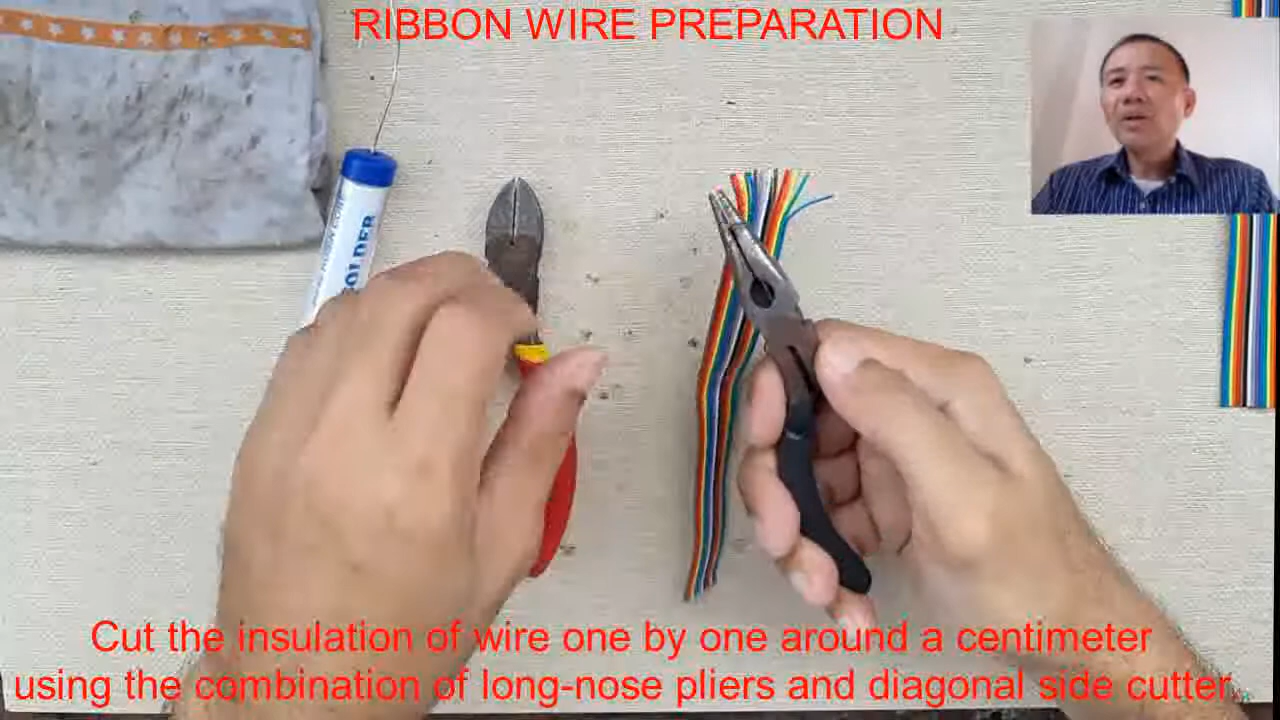 RIBBON WIRE PREPARATION
SOLDER
Cut the insulation of wire one by one around a centimeter
using the combination of long-nose pliers and diagonal side cutter.